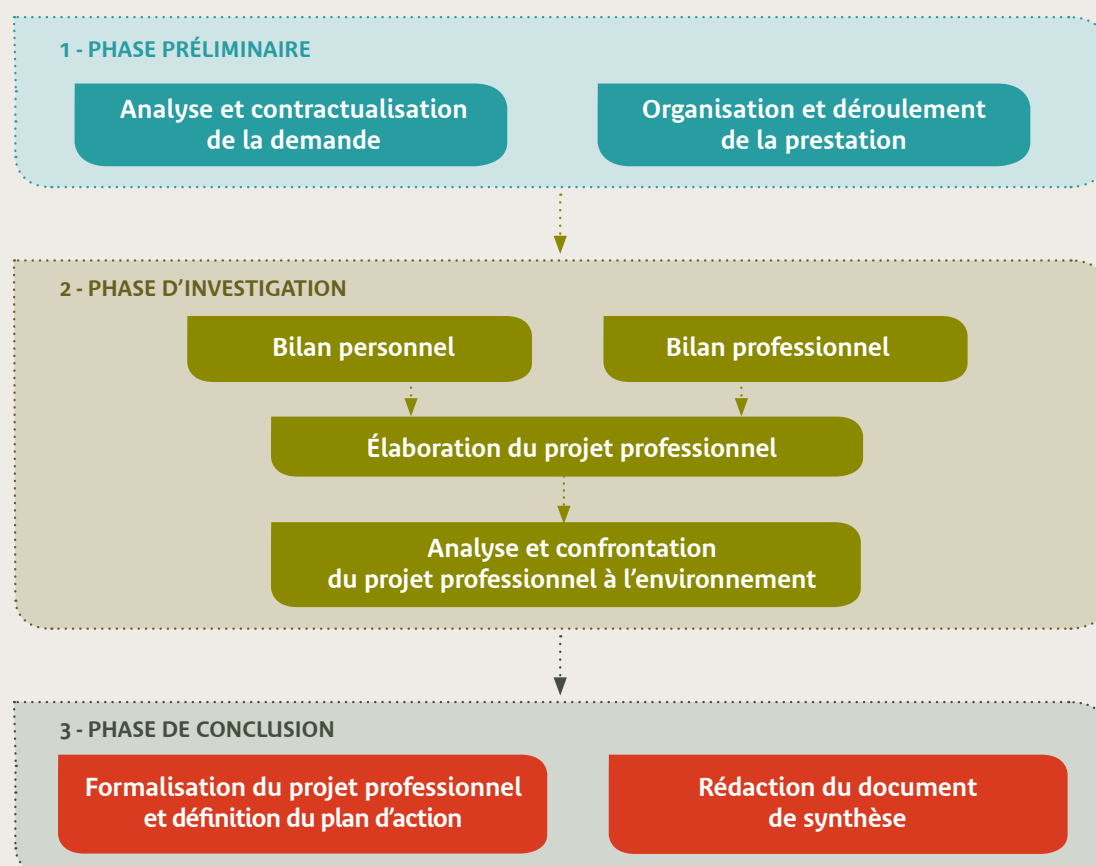 1 - PHASE PRÉLIMINAIRE
Analyse et contractualisation
de la demande
Organisation et déroulement
de la prestation
2 - PHASE D’INVESTIGATION
Bilan personnel
Bilan professionnel
Élaboration du projet professionnel
Analyse et confrontation
du projet professionnel à l’environnement
3 - PHASE DE CONCLUSION
Formalisation du projet professionnel
et définition du plan d’action
Rédaction du document
de synthèse